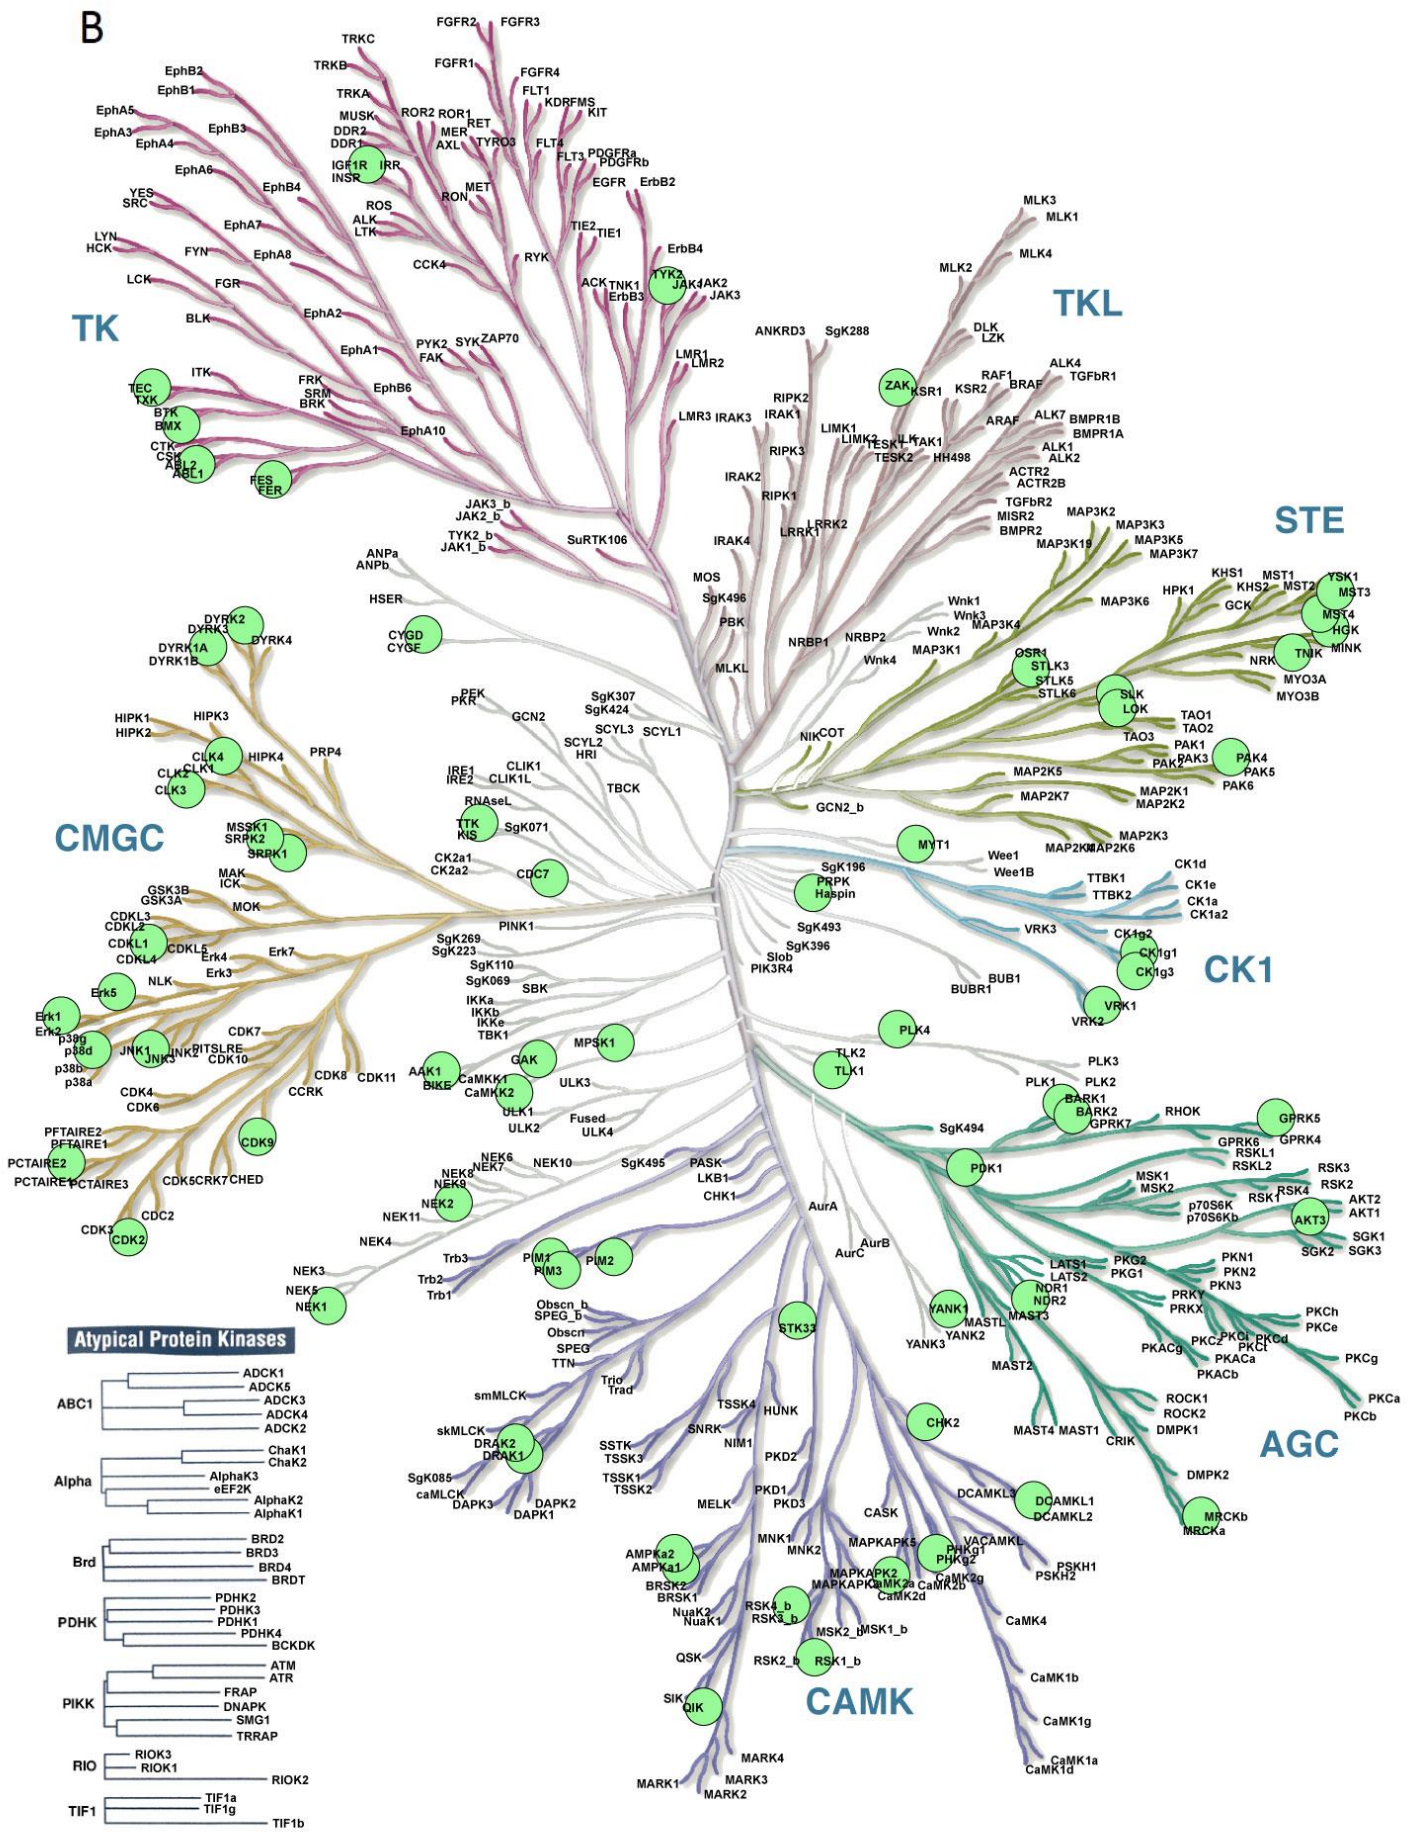 B
FGFR2
FGFR3
TRKC
FGFR1
TRKB
FGFR4
EphB2
FLT1
EphB1
TRKA
KDR
FMS
EphA5
MUSK
ROR2
ROR1
KIT
EphA3
EphB3
DDR2
MER
RET
EphA4
DDR1
AXL
TYRO3
FLT4
IGF1R
IRR
FLT3
PDGFRa
PDGFRb
EphA6
INSR
EGFR
ErbB2
YES
EphB4
MET
RON
SRC
ROS
MLK3
ALK
MLK1
EphA7
LTK
TIE2
TIE1
LYN
HCK
FYN
EphA8
CCK4
RYK
ErbB4
MLK4
LCK
FGR
TYK2
MLK2
ACK
TNK1
JAK1
JAK2
ErbB3
JAK3
TKL
TK
BLK
EphA2
ANKRD3
SgK288
DLK
LZK
EphA1
PYK2
SYK
ZAP70
FAK
LMR1
LMR2
ALK4
ITK
FRK
EphB6
RAF1
TGFbR1
TEC
TXK
SRM
ZAK
KSR1
KSR2
BRAF
BRK
RIPK2
BTK
BMX
EphA10
LMR3
IRAK3
IRAK1
LIMK1
LIMK2
TESK1
ILK
TAK1
ARAF
ALK7
BMPR1B
BMPR1A
CTK
CSK
RIPK3
TESK2
HH498
ALK1
ALK2
ABL2
ABL1
IRAK2
ACTR2
ACTR2B
FES
FER
RIPK1
TGFbR2
JAK3_b
JAK2_b
LRRK2
LRRK1
MISR2
BMPR2
MAP3K2
STE
TYK2_b
JAK1_b
SuRTK106
IRAK4
MAP3K3
MAP3K5
MAP3K19
MAP3K7
ANPa
ANPb
MOS
KHS1
MST1
YSK1
HSER
SgK496
Wnk1
Wnk3
MAP3K6
HPK1
KHS2
MST2
MST3
GCK
MST4
DYRK2
DYRK3
PBK
Wnk2
MAP3K4
HGK
DYRK4
CYGD
CYGF
NRBP1
NRBP2
MAP3K1
OSR1
MINK
DYRK1A
DYRK1B
MLKL
Wnk4
STLK3
NRK
TNIK
STLK5
STLK6
MYO3A
MYO3B
PEK
PKR
SgK307
SgK424
SLK
LOK
HIPK1
HIPK2
HIPK3
GCN2
SCYL3
SCYL1
NIK
COT
TAO1
TAO2
TAO3
CLK4
HIPK4
PRP4
SCYL2
HRI
PAK1
PAK3
PAK4
CLK2
CLK1
CLK3
IRE1
IRE2
CLIK1
CLIK1L
PAK2
PAK5
PAK6
MAP2K5
TBCK
MAP2K7
MAP2K1
MAP2K2
RNAseL
TTK
KIS
GCN2_b
SgK071
CMGC
MSSK1
SRPK2
SRPK1
MYT1
MAP2K4
MAP2K3
MAP2K6
CK2a1
CK2a2
Wee1
Wee1B
CK1d
MAK
ICK
CDC7
SgK196
PRPK
Haspin
TTBK1
TTBK2
CK1e
GSK3B
GSK3A
MOK
CK1a
CK1a2
CDKL3
CDKL2
PINK1
SgK493
VRK3
CK1g2
CDKL1
CDKL5
CDKL4
Erk7
SgK269
SgK223
SgK396
CK1g1
CK1g3
CK1
Erk4
Erk3
SgK110
SgK069
Slob
PIK3R4
NLK
SBK
BUB1
BUBR1
Erk5
IKKa
IKKb
IKKe
TBK1
VRK1
VRK2
Erk1
Erk2
CDK7
PITSLRE
CDK10
p38g
p38d
JNK1
JNK2
JNK3
MPSK1
PLK4
GAK
TLK2
TLK1
PLK3
p38b
p38a
CDK8
CDK11
AAK1
BIKE
CaMKK1
CaMKK2
ULK3
PLK1
PLK2
CDK4
CDK6
CCRK
ULK1
ULK2
Fused
ULK4
BARK1
BARK2
GPRK7
RHOK
GPRK5
PFTAIRE2
PFTAIRE1
CDK9
SgK494
GPRK6
GPRK4
PCTAIRE2
PCTAIRE1
PCTAIRE3
CDK5
CRK7
CHED
NEK6
NEK7
NEK10
SgK495
PASK
LKB1
PDK1
RSKL1
RSKL2
NEK8
NEK9
NEK2
CHK1
MSK1
MSK2
RSK3
RSK4
RSK2
RSK1
AurA
p70S6K
p70S6Kb
AKT2
AKT1
AKT3
CDC2
CDK3
CDK2
NEK11
NEK4
AurB
AurC
SGK1
SGK2
SGK3
Trb3
PIM1
PIM3
PIM2
LATS1
LATS2
PKG2
PKG1
PKN1
PKN2
PKN3
NEK3
Trb2
Trb1
NEK5
NEK1
NDR1
NDR2
PRKY
PRKX
Obscn_b
SPEG_b
YANK1
MASTL
MAST3
PKCh
PKCe
Atypical Protein Kinases
Obscn
SPEG
TTN
STK33
YANK2
YANK3
PKACg
PKCz
PKCi
PKCt
PKCd
PKACa
PKACb
PKCg
MAST2
ADCK1
ADCK5
ABC1
ADCK3
ADCK4
ADCK2
Trio
Trad
smMLCK
TSSK4
HUNK
ROCK1
ROCK2
PKCa
PKCb
skMLCK
SNRK
NIM1
CHK2
MAST4
MAST1
CRIK
DMPK1
AGC
ChaK1
ChaK2
DRAK2
DRAK1
SSTK
TSSK3
PKD2
Alpha
AlphaK3
eEF2K
AlphaK2
AlphaK1
SgK085
caMLCK
TSSK1
TSSK2
DMPK2
DAPK3
DAPK2
DAPK1
MELK
PKD1
PKD3
DCAMKL3
DCAMKL1
DCAMKL2
CASK
MRCKb
MRCKa
Brd
BRD2
BRD3
BRD4
BRDT
AMPKa2
AMPKa1
MNK1
MNK2
MAPKAPK5
VACAMKL
PHKg1
PHKg2
PSKH1
PSKH2
BRSK2
BRSK1
MAPKAPK2
CaMK2a
CaMK2b
CaMK2g
CaMK2d
PDHK
PDHK2
PDHK3
PDHK1
PDHK4
BCKDK
NuaK2
NuaK1
RSK4_b
RSK3_b
MSK2_b
MSK1_b
CaMK4
QSK
RSK2_b
RSK1_b
PIKK
ATM
ATR
FRAP
DNAPK
SMG1
TRRAP
QIK
CAMK
CaMK1b
CaMK1g
RIO
RIOK3
RIOK1
RIOK2
MARK4
MARK3
MARK1
MARK2
CaMK1a
CaMK1d
TIF1
TIF1a
TIF1g
TIF1b